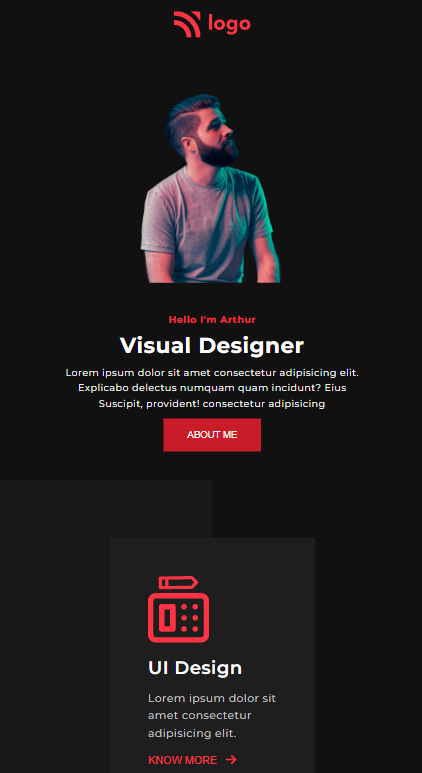 logo
Hello I'm Arthur
Visual Designer
Lorem ipsum dolor sit amet consectetur adipisicing elit.
Explicabo delectus numquam quam incidunt? Eius
Suscipit, provident! consectetur adipisicing
ABOUT ME
UI Design
Lorem ipsum dolor sit
amet consectetur
adipisicing elit.
KNOW MORE